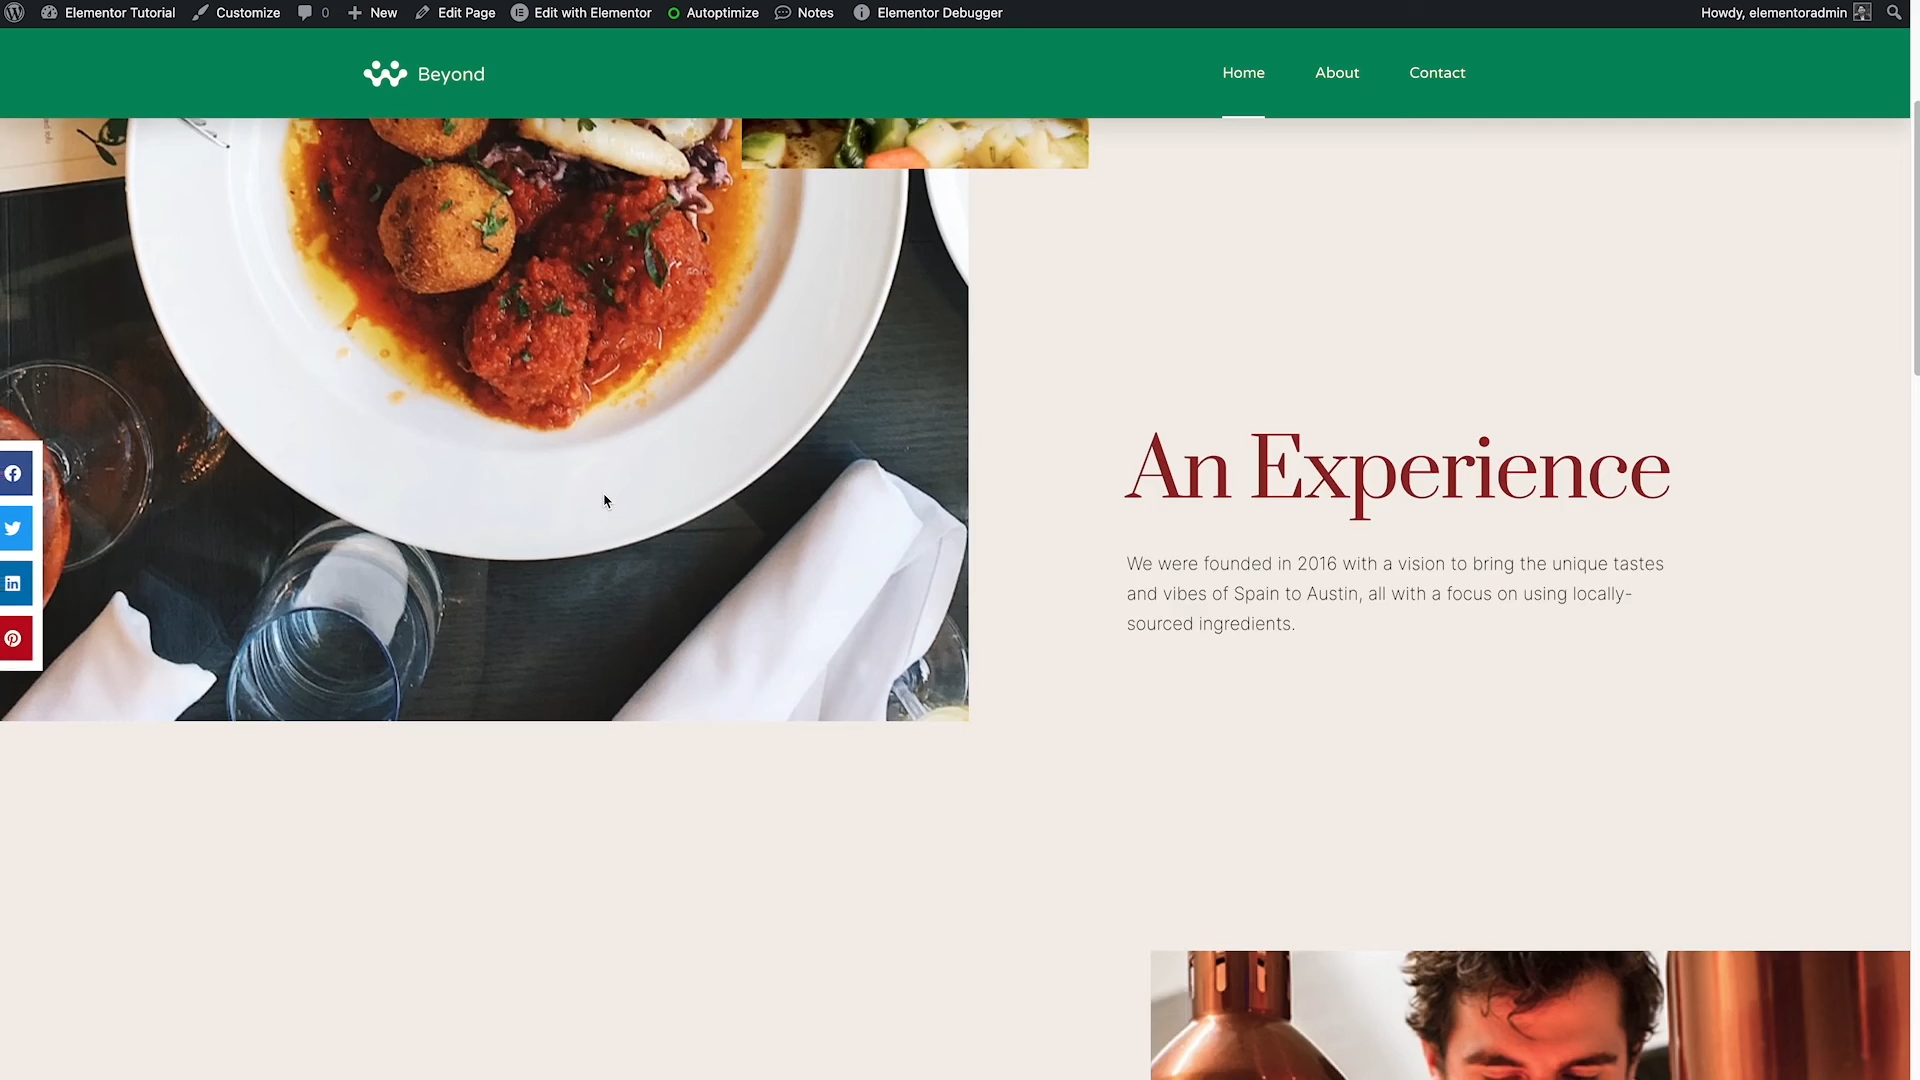 Elementor Tutorial Customize 0 New Edit Page Edit with Elementor Autoptimize Notes Elementor Debugger Howdy, elementoradmin
Beyond Home About Contact
An Experience
We were founded in 2016 with a vision to bring the unique tastes
and vibes of Spain to Austin, all with a focus on using locally-
sourced ingredients.